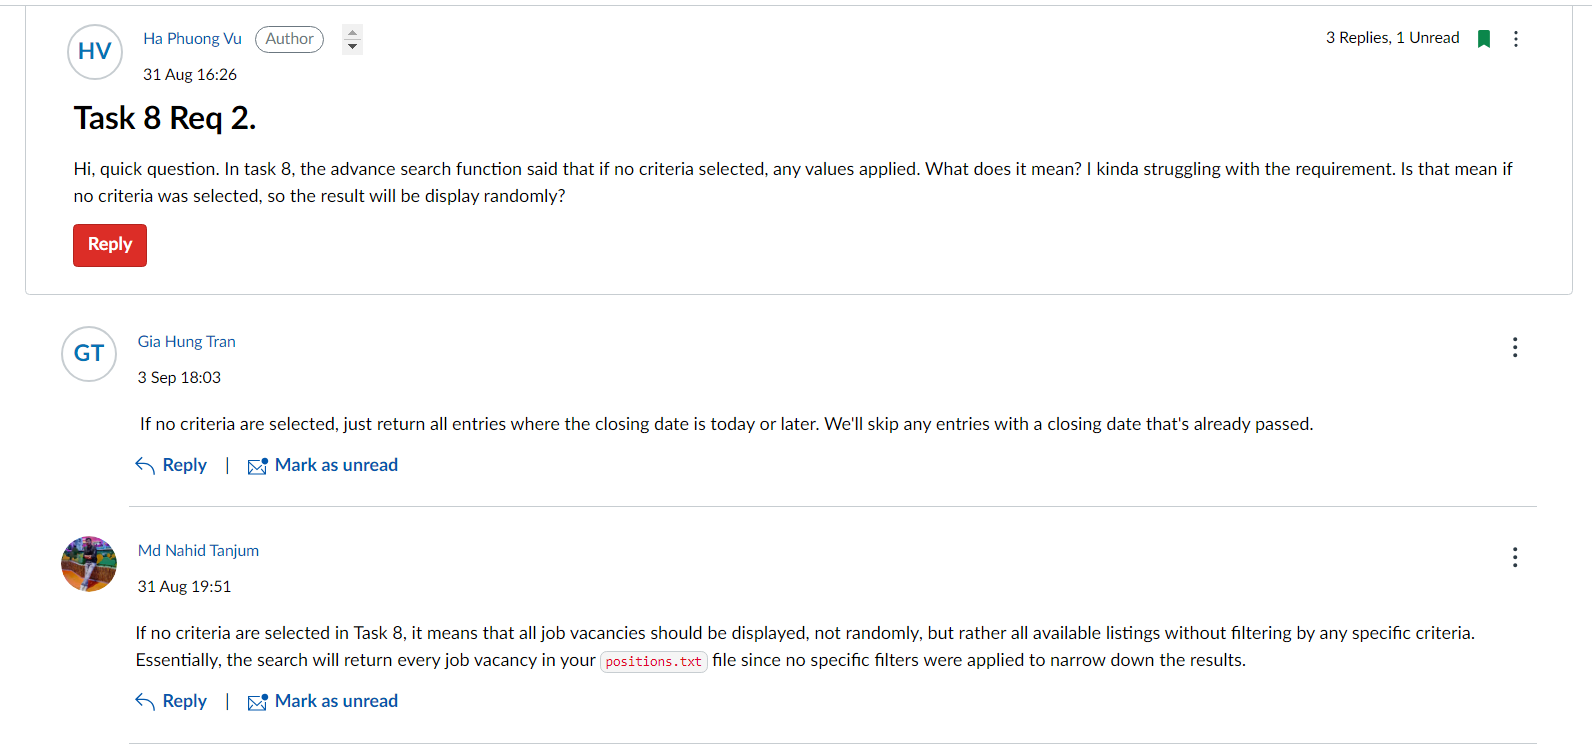 HV
Ha Phuong Vu Author
3 Replies, 1 Unread
31 Aug 16:26
Task 8 Req 2.
Hi, quick question. In task 8, the advance search function said that if no criteria selected, any values applied. What does it mean? I kinda struggling with the requirement. Is that mean if
no criteria was selected, so the result will be display randomly?
Reply
GT
Gia Hung Tran
3 Sep 18:03
If no criteria are selected, just return all entries where the closing date is today or later. We'll skip any entries with a closing date that's already passed.
Reply | Mark as unread
Md Nahid Tanjum
31 Aug 19:51
If no criteria are selected in Task 8, it means that all job vacancies should be displayed, not randomly, but rather all available listings without filtering by any specific criteria.
Essentially, the search will return every job vacancy in your positions.txt file since no specific filters were applied to narrow down the results.
Reply | Mark as unread